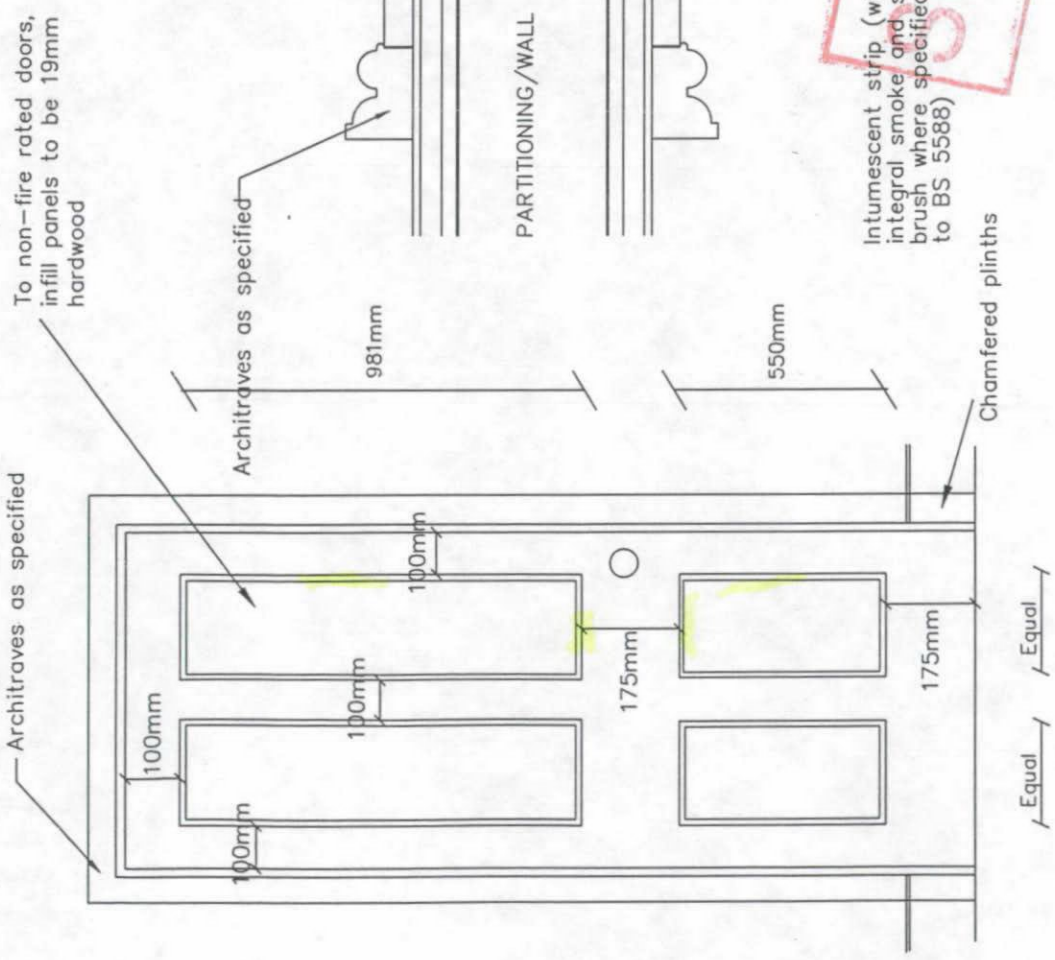 Architraves as specified
To non-fire rated doors,
infill panels to be 19mm
hardwood
Architraves as specified
100mm
100mm
100mm
100mm
981mm
175mm
550mm
175mm
Equal
Equal
Chamfered plinths
PARTITIONING/WALL
Intumescent strip (w
integral smoke and s
brush where specified
to BS 5588)
S